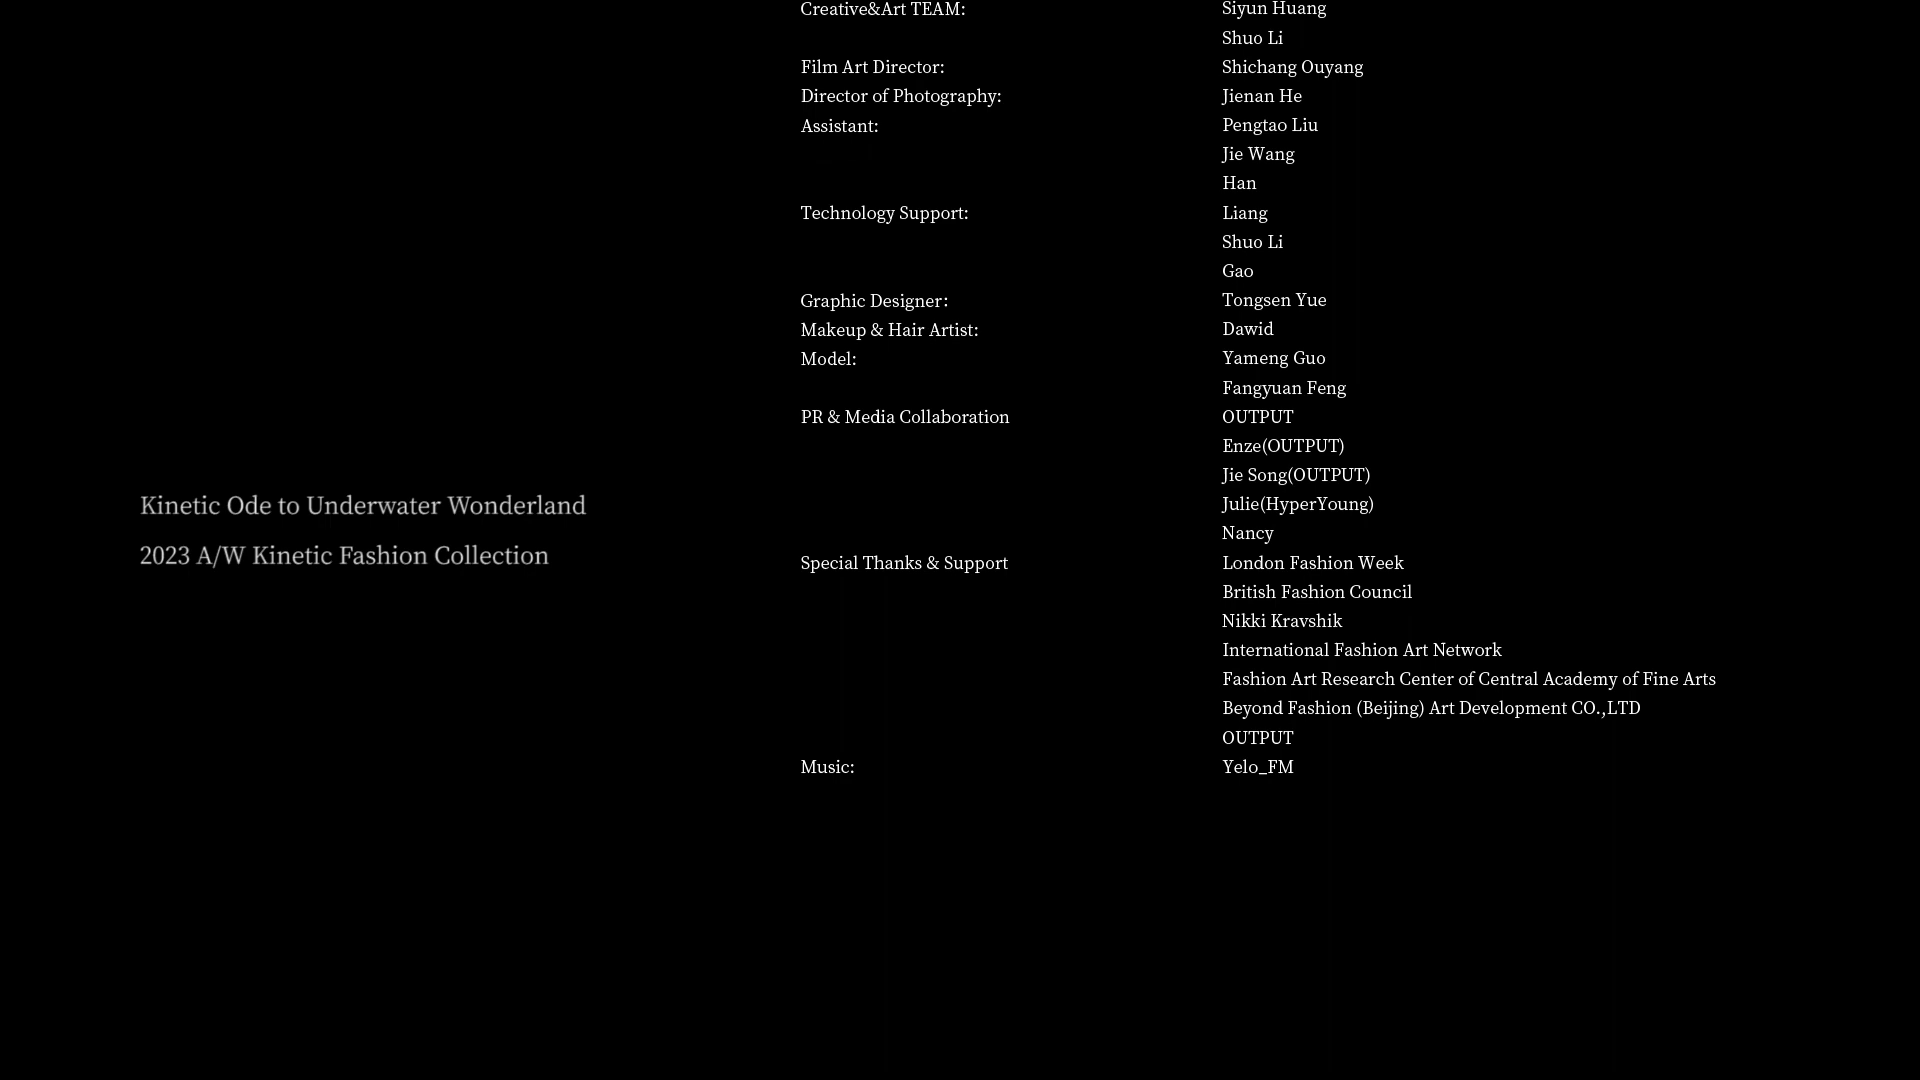 Creative&Art TEAM: Siyun Huang
Shuo Li
Film Art Director: Shichang Ouyang
Director of Photography: Jienan He
Assistant: Pengtao Liu
Jie Wang
Han
Technology Support: Liang
Shuo Li
Gao
Graphic Designer: Tongsen Yue
Makeup & Hair Artist: Dawid
Model: Yameng Guo
Fangyuan Feng
PR & Media Collaboration OUTPUT
Enze(OUTPUT)
Jie Song(OUTPUT)
Julie(HyperYoung)
Nancy
Special Thanks & Support London Fashion Week
British Fashion Council
Nikki Kravshik
International Fashion Art Network
Fashion Art Research Center of Central Academy of Fine Arts
Beyond Fashion (Beijing) Art Development CO.,LTD
OUTPUT
Music: Yelo_FM
Kinetic Ode to Underwater Wonderland
2023 A/W Kinetic Fashion Collection